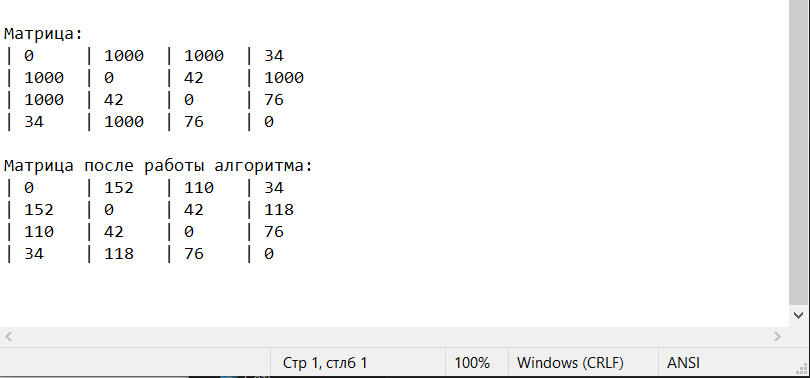 Матрица:
| 0 | 1000 | 1000 | 34
| 1000 | 0 | 42 | 1000
| 1000 | 42 | 0 | 76
| 34 | 1000 | 76 | 0
Матрица после работы алгоритма:
| 0 | 152 | 110 | 34
| 152 | 0 | 42 | 118
| 110 | 42 | 0 | 76
| 34 | 118 | 76 | 0
Стр 1, стлб 1 100% Windows (CRLF) ANSI